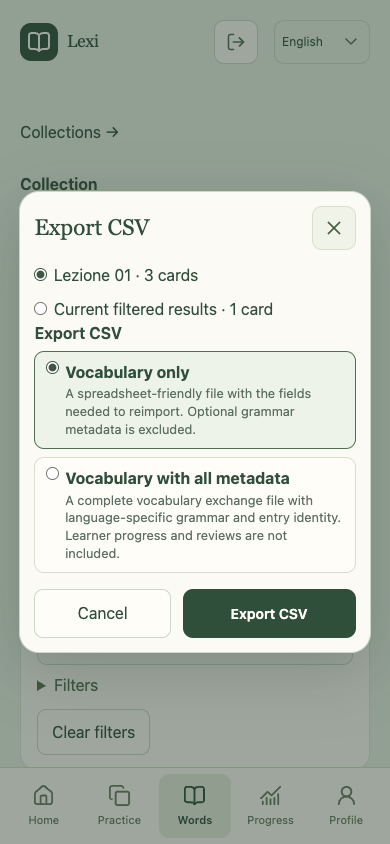 Lexi
English
Collections →
Collection
Export CSV
Lezione 01 · 3 cards
Current filtered results · 1 card
Export CSV
Vocabulary only
A spreadsheet-friendly file with the fields
needed to reimport. Optional grammar
metadata is excluded.
Vocabulary with all metadata
A complete vocabulary exchange file with
language-specific grammar and entry identity.
Learner progress and reviews are not
included.
Cancel
Export CSV
Filters
Clear filters
Home
Practice
Words
Progress
Profile